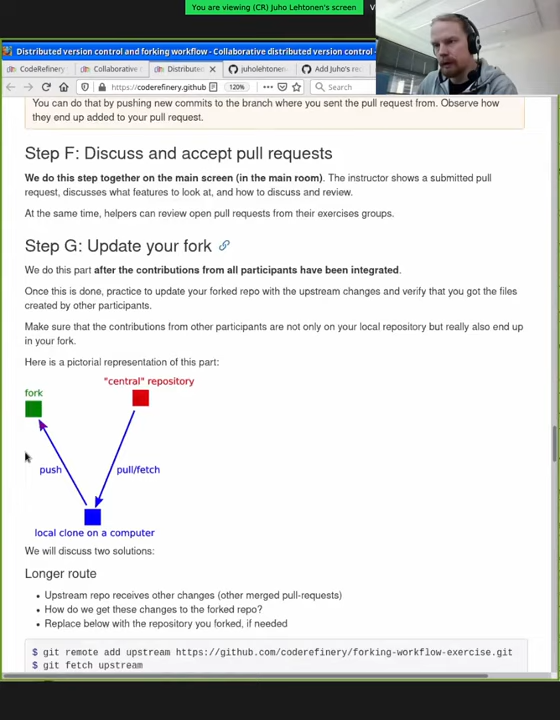 You are viewing (CR) Juho Lehtonen's screen
Distributed version control and forking workflow - Collaborative distributed version control -
CodeRefinery
Collaborative
Distributed
juholehtonen
Add Juho's rec
https://coderefinery.github
120%
Search
You can do that by pushing new commits to the branch where you sent the pull request from. Observe how
they end up added to your pull request.
Step F: Discuss and accept pull requests
We do this step together on the main screen (in the main room). The instructor shows a submitted pull
request, discusses what features to look at, and how to discuss and review.
At the same time, helpers can review open pull requests from their exercises groups.
Step G: Update your fork
We do this part after the contributions from all participants have been integrated.
Once this is done, practice to update your forked repo with the upstream changes and verify that you got the files
created by other participants.
Make sure that the contributions from other participants are not only on your local repository but really also end up
in your fork.
Here is a pictorial representation of this part:
"central" repository
fork
push
pull/fetch
local clone on a computer
We will discuss two solutions:
Longer route
Upstream repo receives other changes (other merged pull-requests)
How do we get these changes to the forked repo?
Replace below with the repository you forked, if needed
$ git remote add upstream https://github.com/coderefinery/forking-workflow-exercise.git
$ git fetch upstream